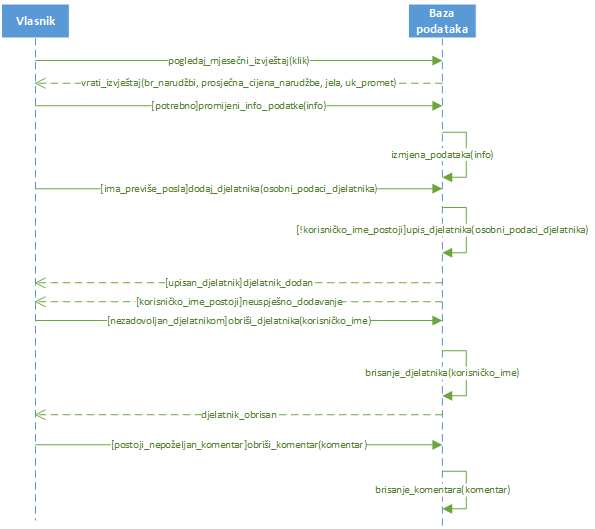 Vlasnik
Baza
podataka
pogledaj_mjesečni_izvještaj(klik)
vrati_izvještaj(br_narudžbi, prosječna_cijena_narudžbe, jela, uk_promet)
[potrebno]promijeni_info_podatke(info)
izmjena_podataka(info)
[ima_previše_posla]dodaj_djelatnika(osobni_podaci_djelatnika)
[!korisničko_ime_postoji]upis_djelatnika(osobni_podaci_djelatnika)
[upisan_djelatnik]djelatnik_dodan
[korisničko_ime_postoji]neuspješno_dodavanje
[nezadovoljan_djelatnikom]obriši_djelatnika(korisničko_ime)
brisanje_djelatnika(korisničko_ime)
djelatnik_obrisan
[postoji_nepoželjan_komentar]obriši_komentar(komentar)
brisanje_komentara(komentar)